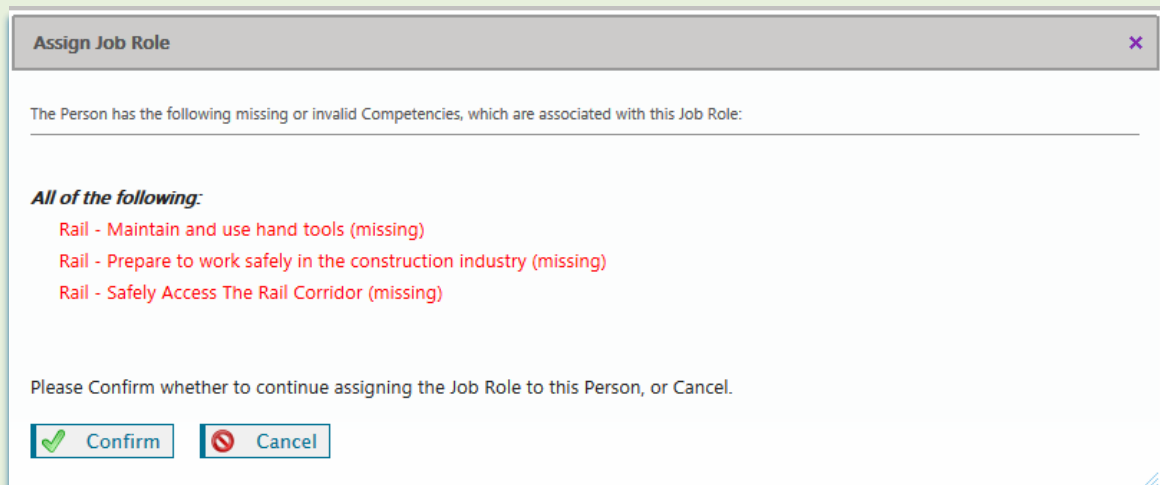 Assign Job Role
The Person has the following missing or invalid Competencies, which are associated with this Job Role:
All of the following:
Rail - Maintain and use hand tools (missing)
Rail - Prepare to work safely in the construction industry (missing)
Rail - Safely Access The Rail Corridor (missing)
Please Confirm whether to continue assigning the Job Role to this Person, or Cancel.
Confirm Cancel